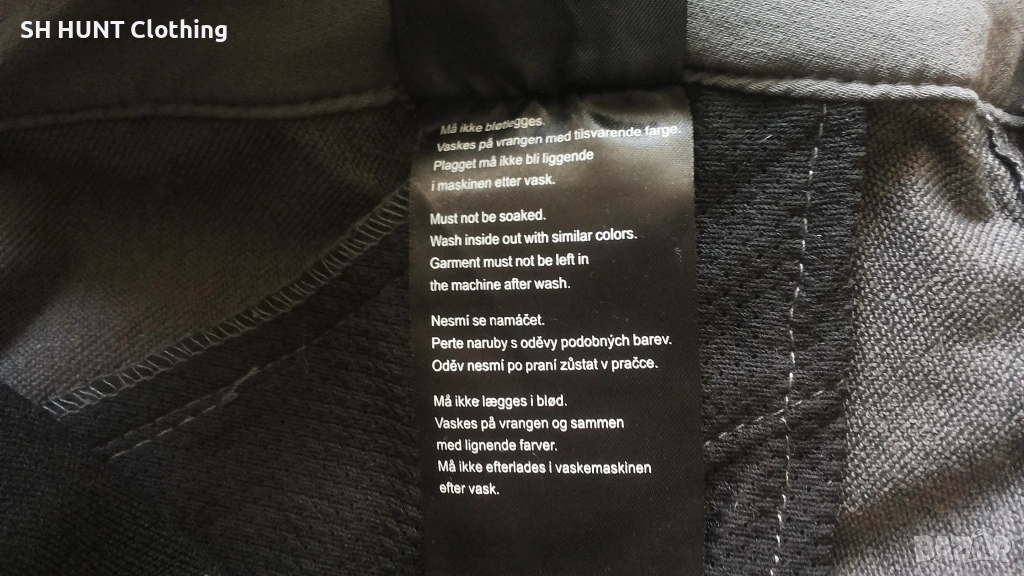 SH HUNT Clothing
Må ikke bløtlegges.
Vaskes på vrangen med tilsvarende farge.
Plagget må ikke bli liggende
i maskinen etter vask.
Must not be soaked.
Wash inside out with similar colors.
Garment must not be left in
the machine after wash.
Nesmí se namáčet.
Perte naruby s oděvy podobných barev.
Oděv nesmí po praní zůstat v pračce.
Må ikke lægges i blød.
Vaskes på vrangen og sammen
med lignende farver.
Må ikke efterlades i vaskemaskinen
efter vask.
BAZAR